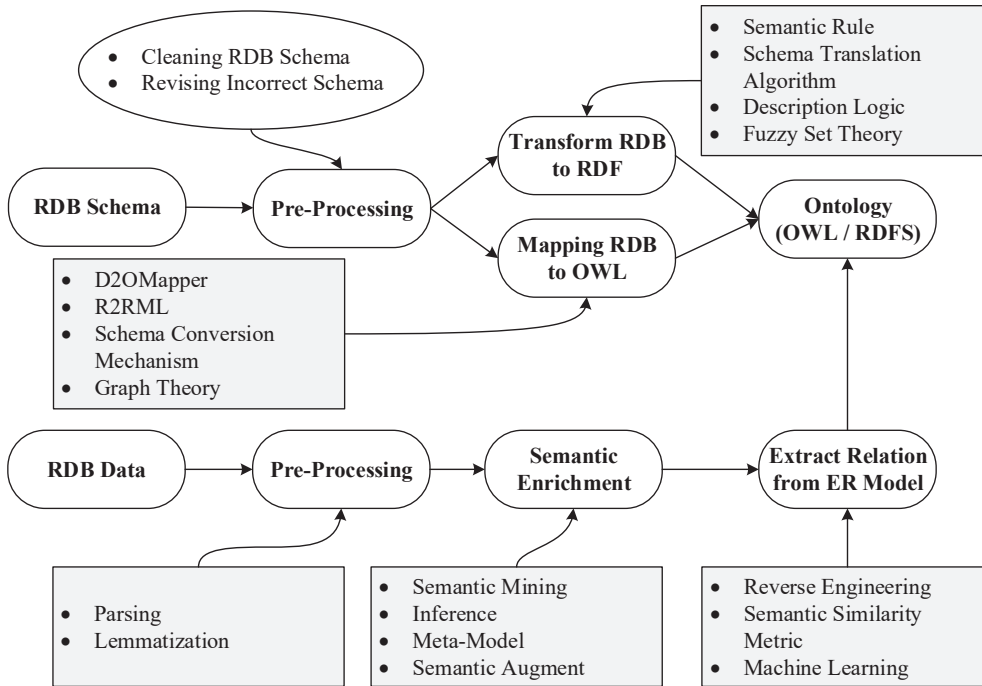 • Cleaning RDB Schema
• Revising Incorrect Schema
• Semantic Rule
• Schema Translation
Algorithm
• Description Logic
• Fuzzy Set Theory
RDB Schema
Pre-Processing
Transform RDB
to RDF
Mapping RDB
to OWL
Ontology
(OWL / RDFS)
• D2OMapper
• R2RML
• Schema Conversion
Mechanism
• Graph Theory
RDB Data
Pre-Processing
Semantic
Enrichment
Extract Relation
from ER Model
• Parsing
• Lemmatization
• Semantic Mining
• Inference
• Meta-Model
• Semantic Augment
• Reverse Engineering
• Semantic Similarity
Metric
• Machine Learning